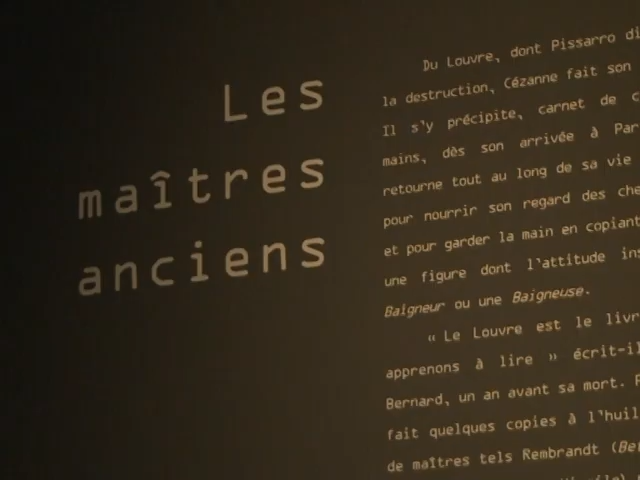 Les
maîtres
anciens
Du Louvre, dont Pissarro
la destruction, Cézanne fait son
Il s'y précipite, carnet de
mains, dès son arrivée à
retourne tout au long de sa vie
pour nourrir son regard des
et pour garder la main en copiant
une figure dont l'attitude
Baigneur ou une Baigneuse.
« Le Louvre est le
apprenons à lire » écrit-il
Bernard, un an avant sa mort.
fait quelques copies à
de maîtres tels Rembrandt